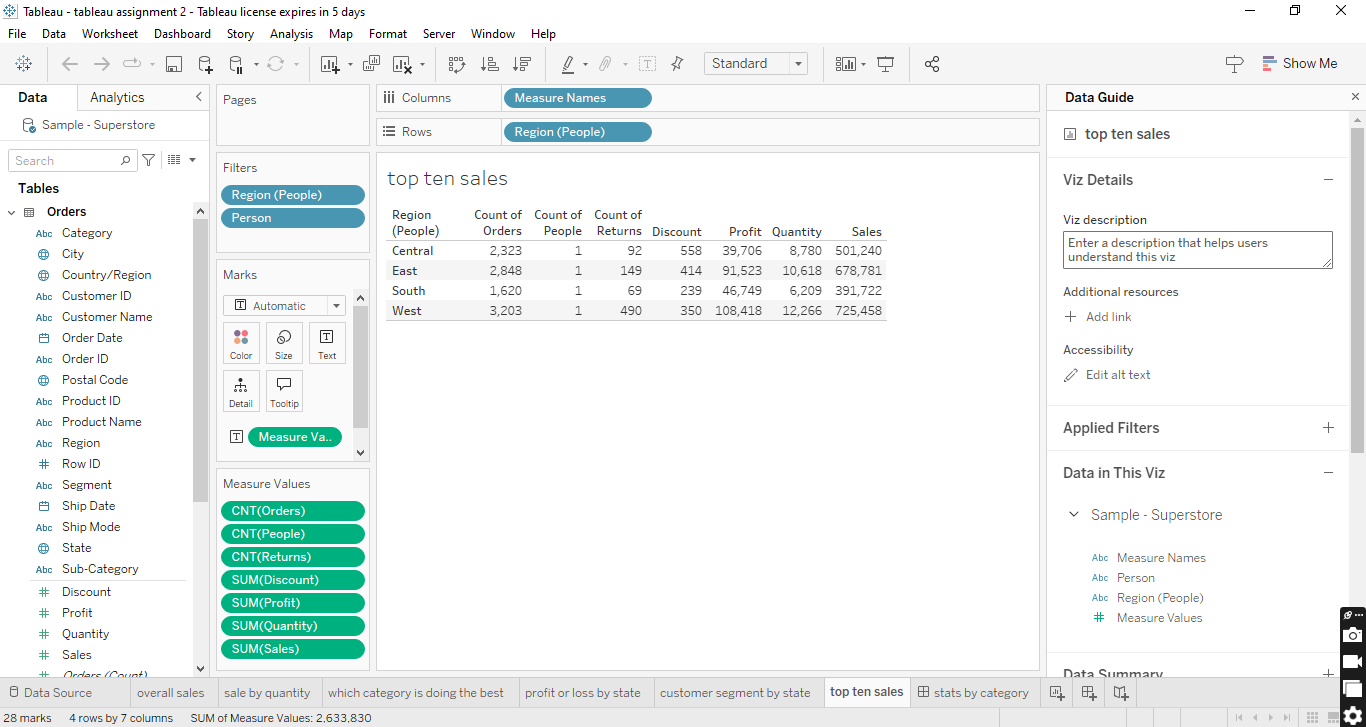 Tableau - tableau assignment 2 - Tableau license expires in 5 days
File Data Worksheet Dashboard Story Analysis Map Format Server Window Help
Standard
Show Me
Data Analytics
Sample - Superstore
Search
Tables
Orders
Abc Category
City
Country/Region
Abc Customer ID
Abc Customer Name
Order Date
Abc Order ID
Postal Code
Abc Product ID
Abc Product Name
Abc Region
# Row ID
Abc Segment
Ship Date
Abc Ship Mode
State
Abc Sub-Category
# Discount
# Profit
# Quantity
# Sales
# Orders (Count)
Pages
Filters
Region (People)
Person
Marks
T Automatic
Color Size Text
Detail Tooltip
T Measure Va..
Measure Values
CNT(Orders)
CNT(People)
CNT(Returns)
SUM(Discount)
SUM(Profit)
SUM(Quantity)
SUM(Sales)
Columns Measure Names
Rows Region (People)
top ten sales
Region Count of Count of Count of
(People) Orders People Returns Discount Profit Quantity Sales
Central 2,323 1 92 558 39,706 8,780 501,240
East 2,848 1 149 414 91,523 10,618 678,781
South 1,620 1 69 239 46,749 6,209 391,722
West 3,203 1 490 350 108,418 12,266 725,458
Data Guide
top ten sales
Viz Details
Viz description
Enter a description that helps users
understand this viz
Additional resources
Add link
Accessibility
Edit alt text
Applied Filters
Data in This Viz
Sample - Superstore
Abc Measure Names
Abc Person
Abc Region (People)
# Measure Values
Data Summary
Data Source overall sales sale by quantity which category is doing the best profit or loss by state customer segment by state top ten sales stats by category
28 marks 4 rows by 7 columns SUM of Measure Values: 2,633,830